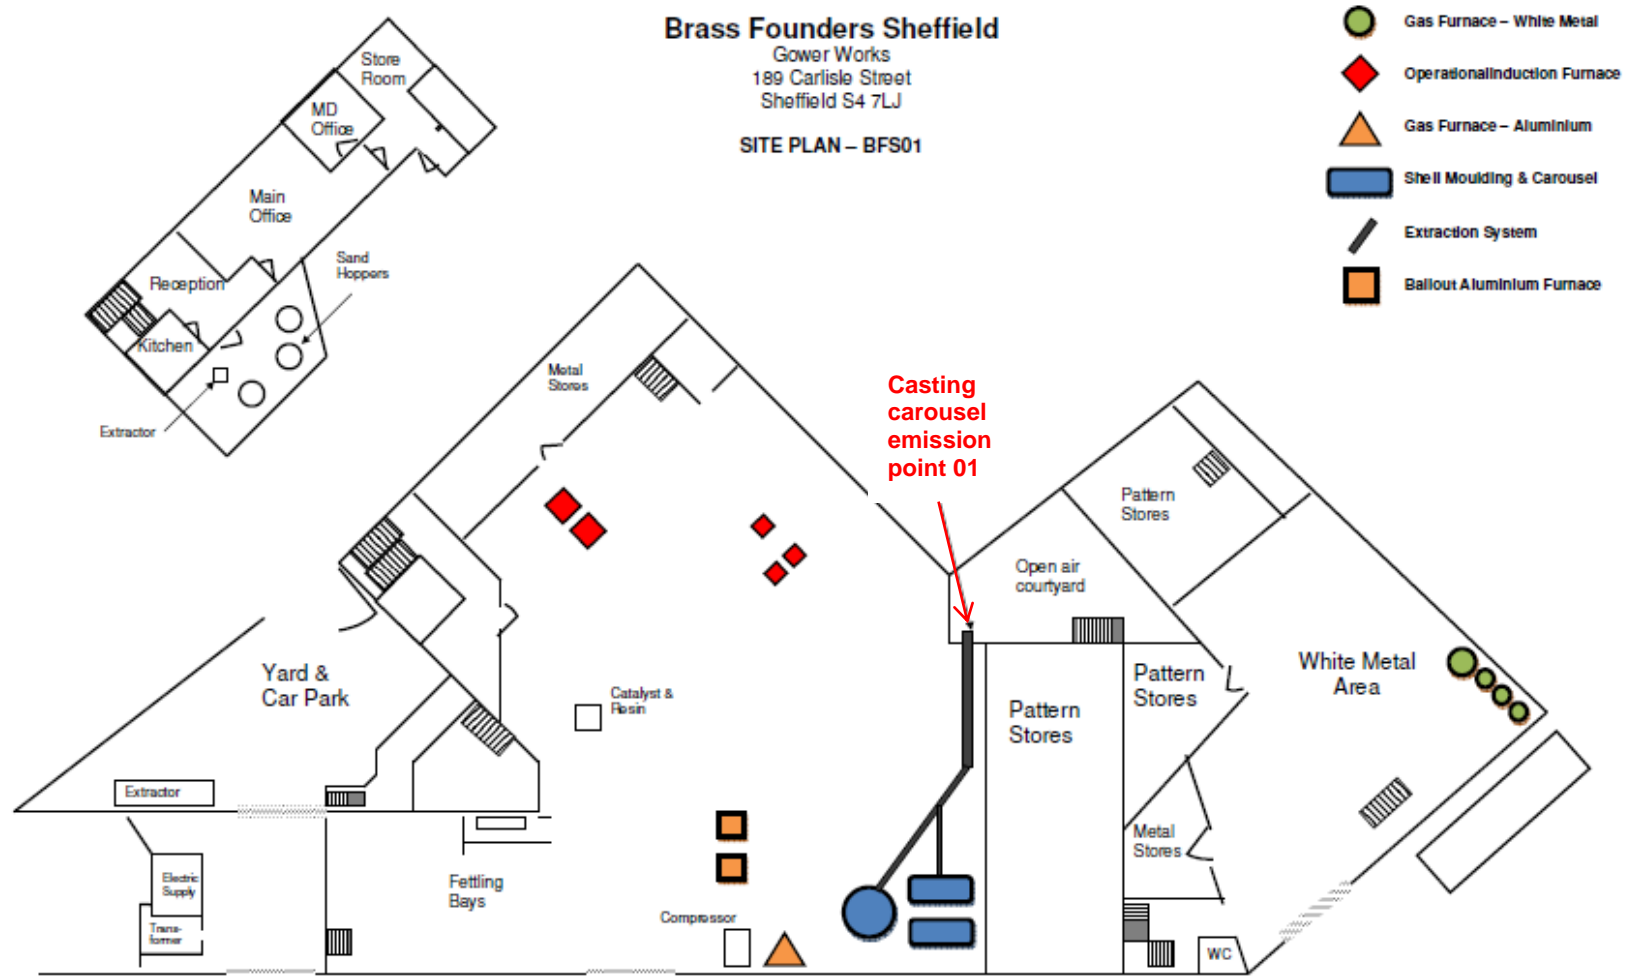 Brass Founders Sheffield
Gower Works
189 Carlisle Street
Sheffield S4 7LJ
SITE PLAN – BFS01
Gas Furnace – White Metal
OperationalInduction Furnace
Gas Furnace – Aluminium
Shell Moulding & Carousel
Extraction System
Ballout Aluminium Furnace
Store
Room
MD
Office
Main
Office
Reception
Kitchen
Sand
Hoppers
Extractor
Metal
Stores
Casting
carousel
emission
point 01
Pattern
Stores
Open air
courtyard
Yard &
Car Park
Catalyst &
Resin
Pattern
Stores
Pattern
Stores
White Metal
Area
Extractor
Metal
Stores
Electric
Supply
Trans-
former
Fettling
Bays
Compressor
WC